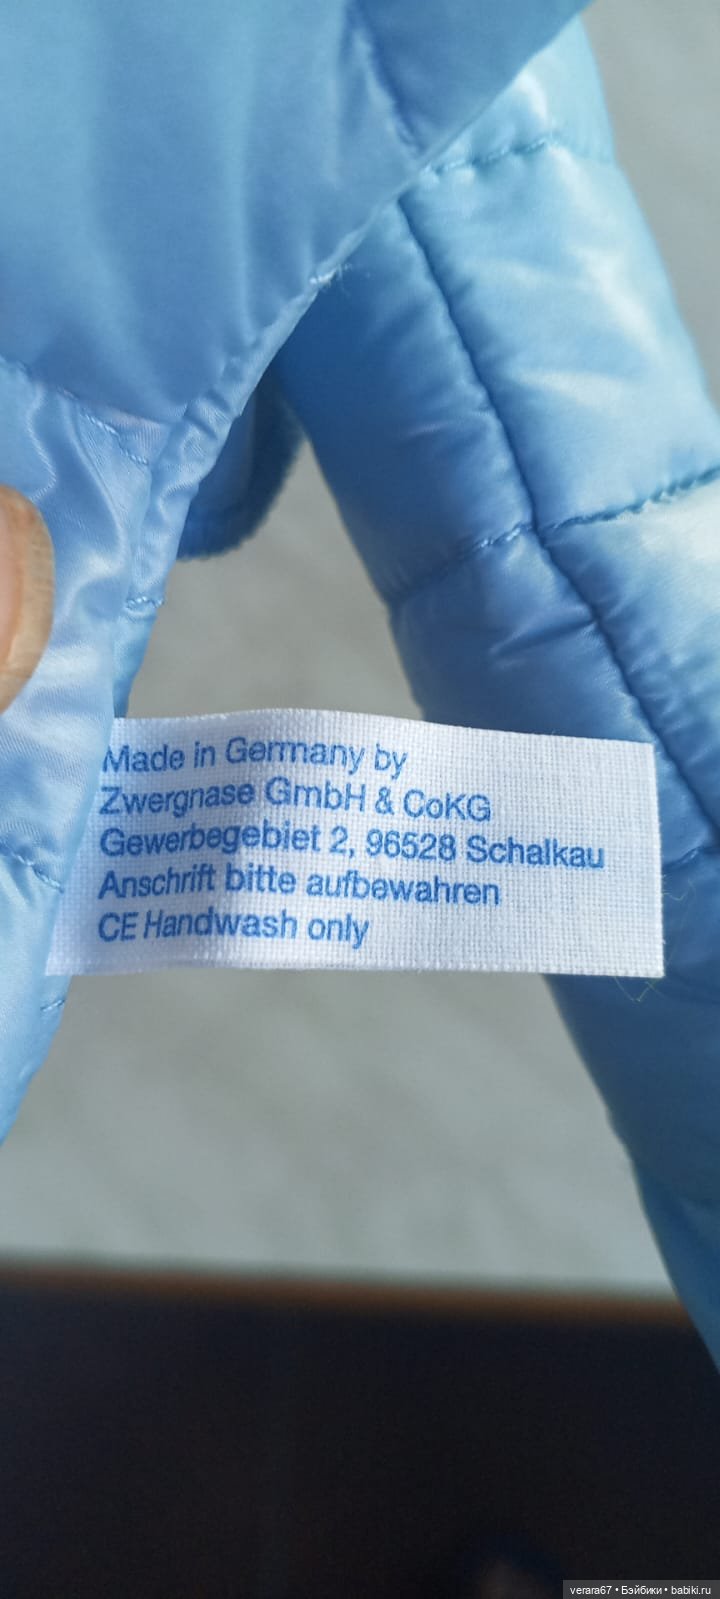 Made in Germany by
Zwergnase GmbH & CoKG
Gewerbegebiet 2, 96528 Schalkau
Anschrift bitte aufbewahren
CE Handwash only
verara67 • Бэйбики • babiki.ru